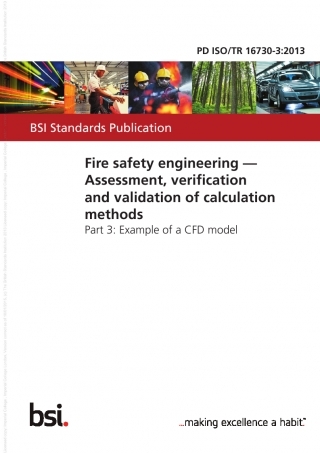 PD ISO/TR 16730-3:2013
BSI Standards Publication
Fire safety engineering —
Assessment, verification
and validation of calculation
methods
Part 3: Example of a CFD model
bsi.
...making excellence a habit.™